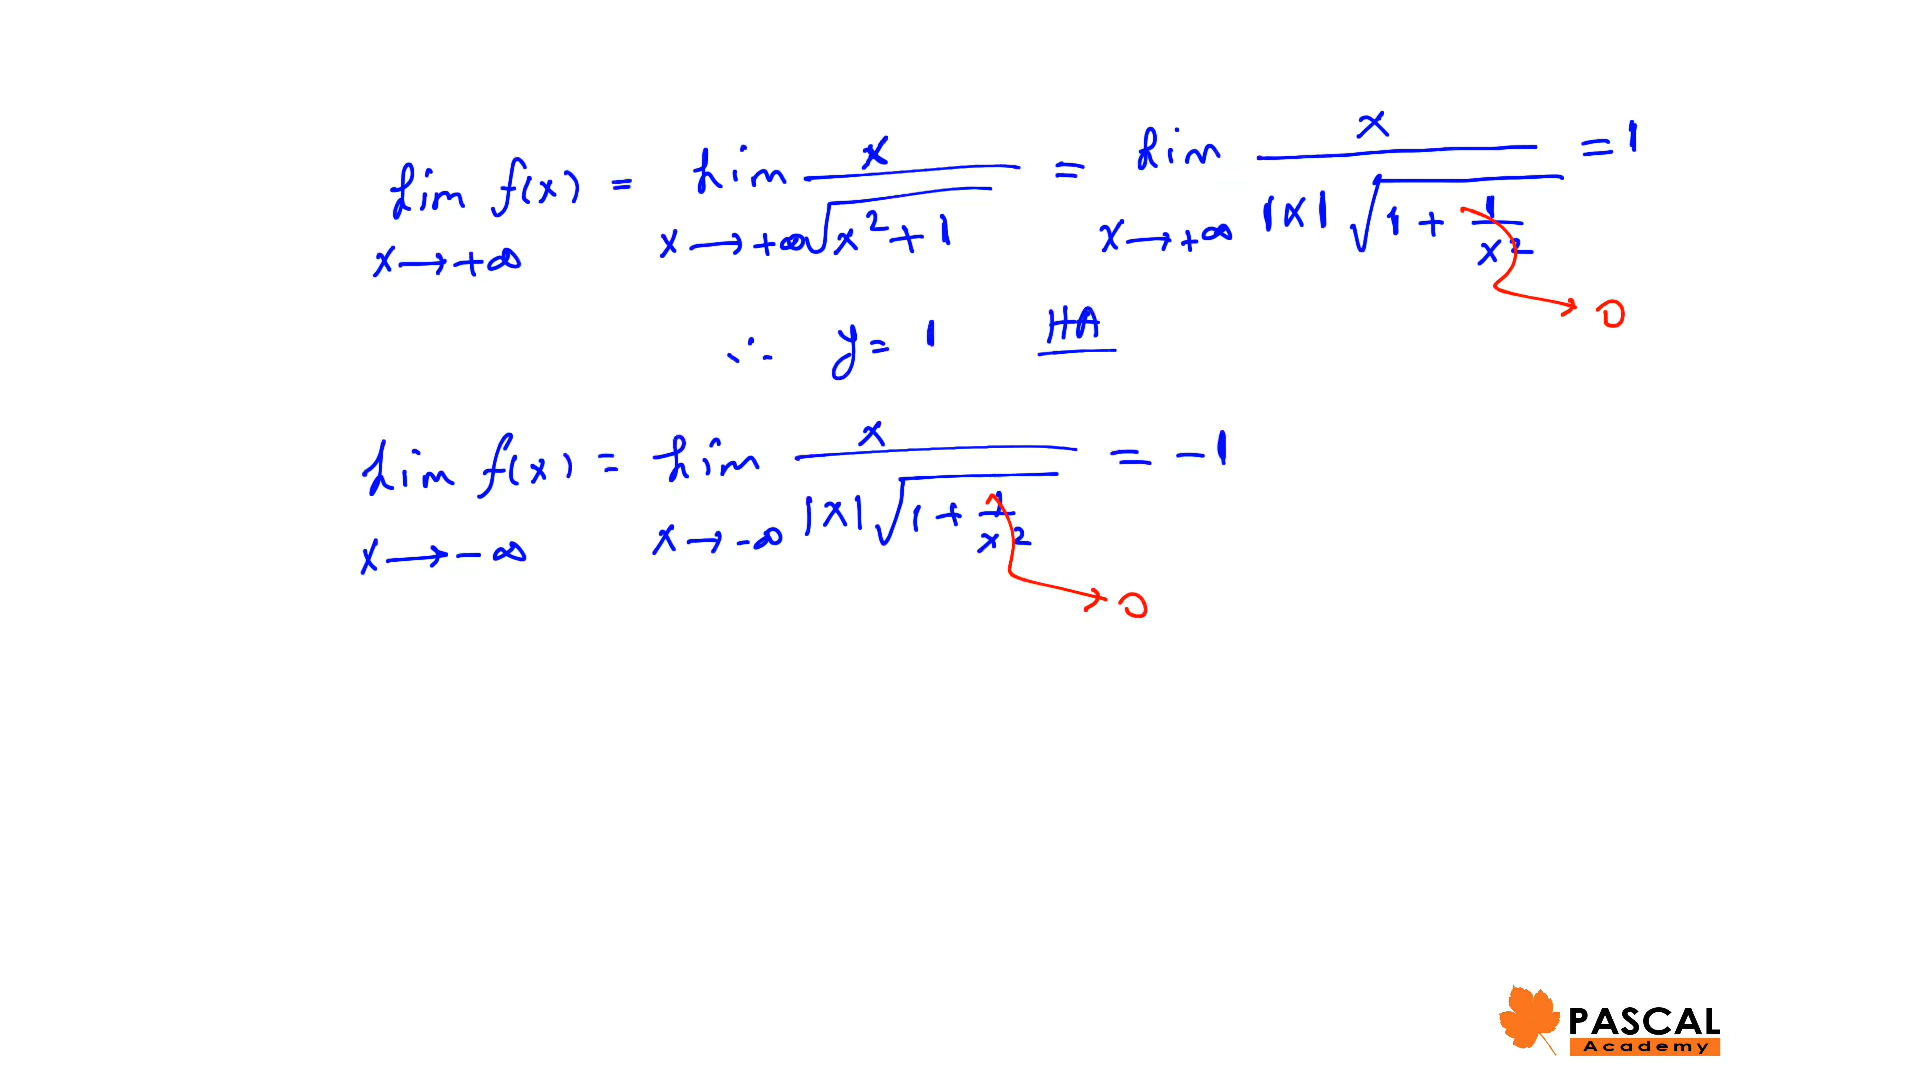 lim f(x) = lim x / √(x² + 1) = lim x / (|x| √(1 + 1/x²)) = 1
x → +∞ x → +∞ x → +∞ 0
∴ y = 1 HA
lim f(x) = lim x / (|x| √(1 + 1/x²)) = -1
x → -∞ x → -∞ 0
PASCAL
Academy